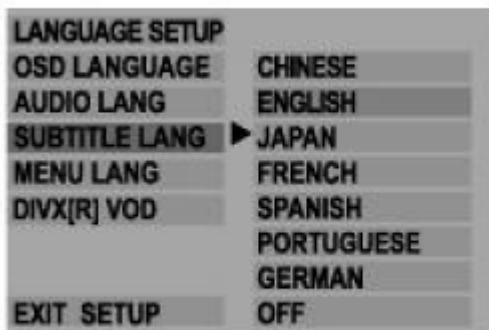 LANGUAGE SETUP
OSD LANGUAGE
AUDIO LANG
SUBTITLE LANG
MENU LANG
DIVX[R] VOD
EXIT SETUP
CHINESE
ENGLISH
JAPAN
FRENCH
SPANISH
PORTUGUESE
GERMAN
OFF